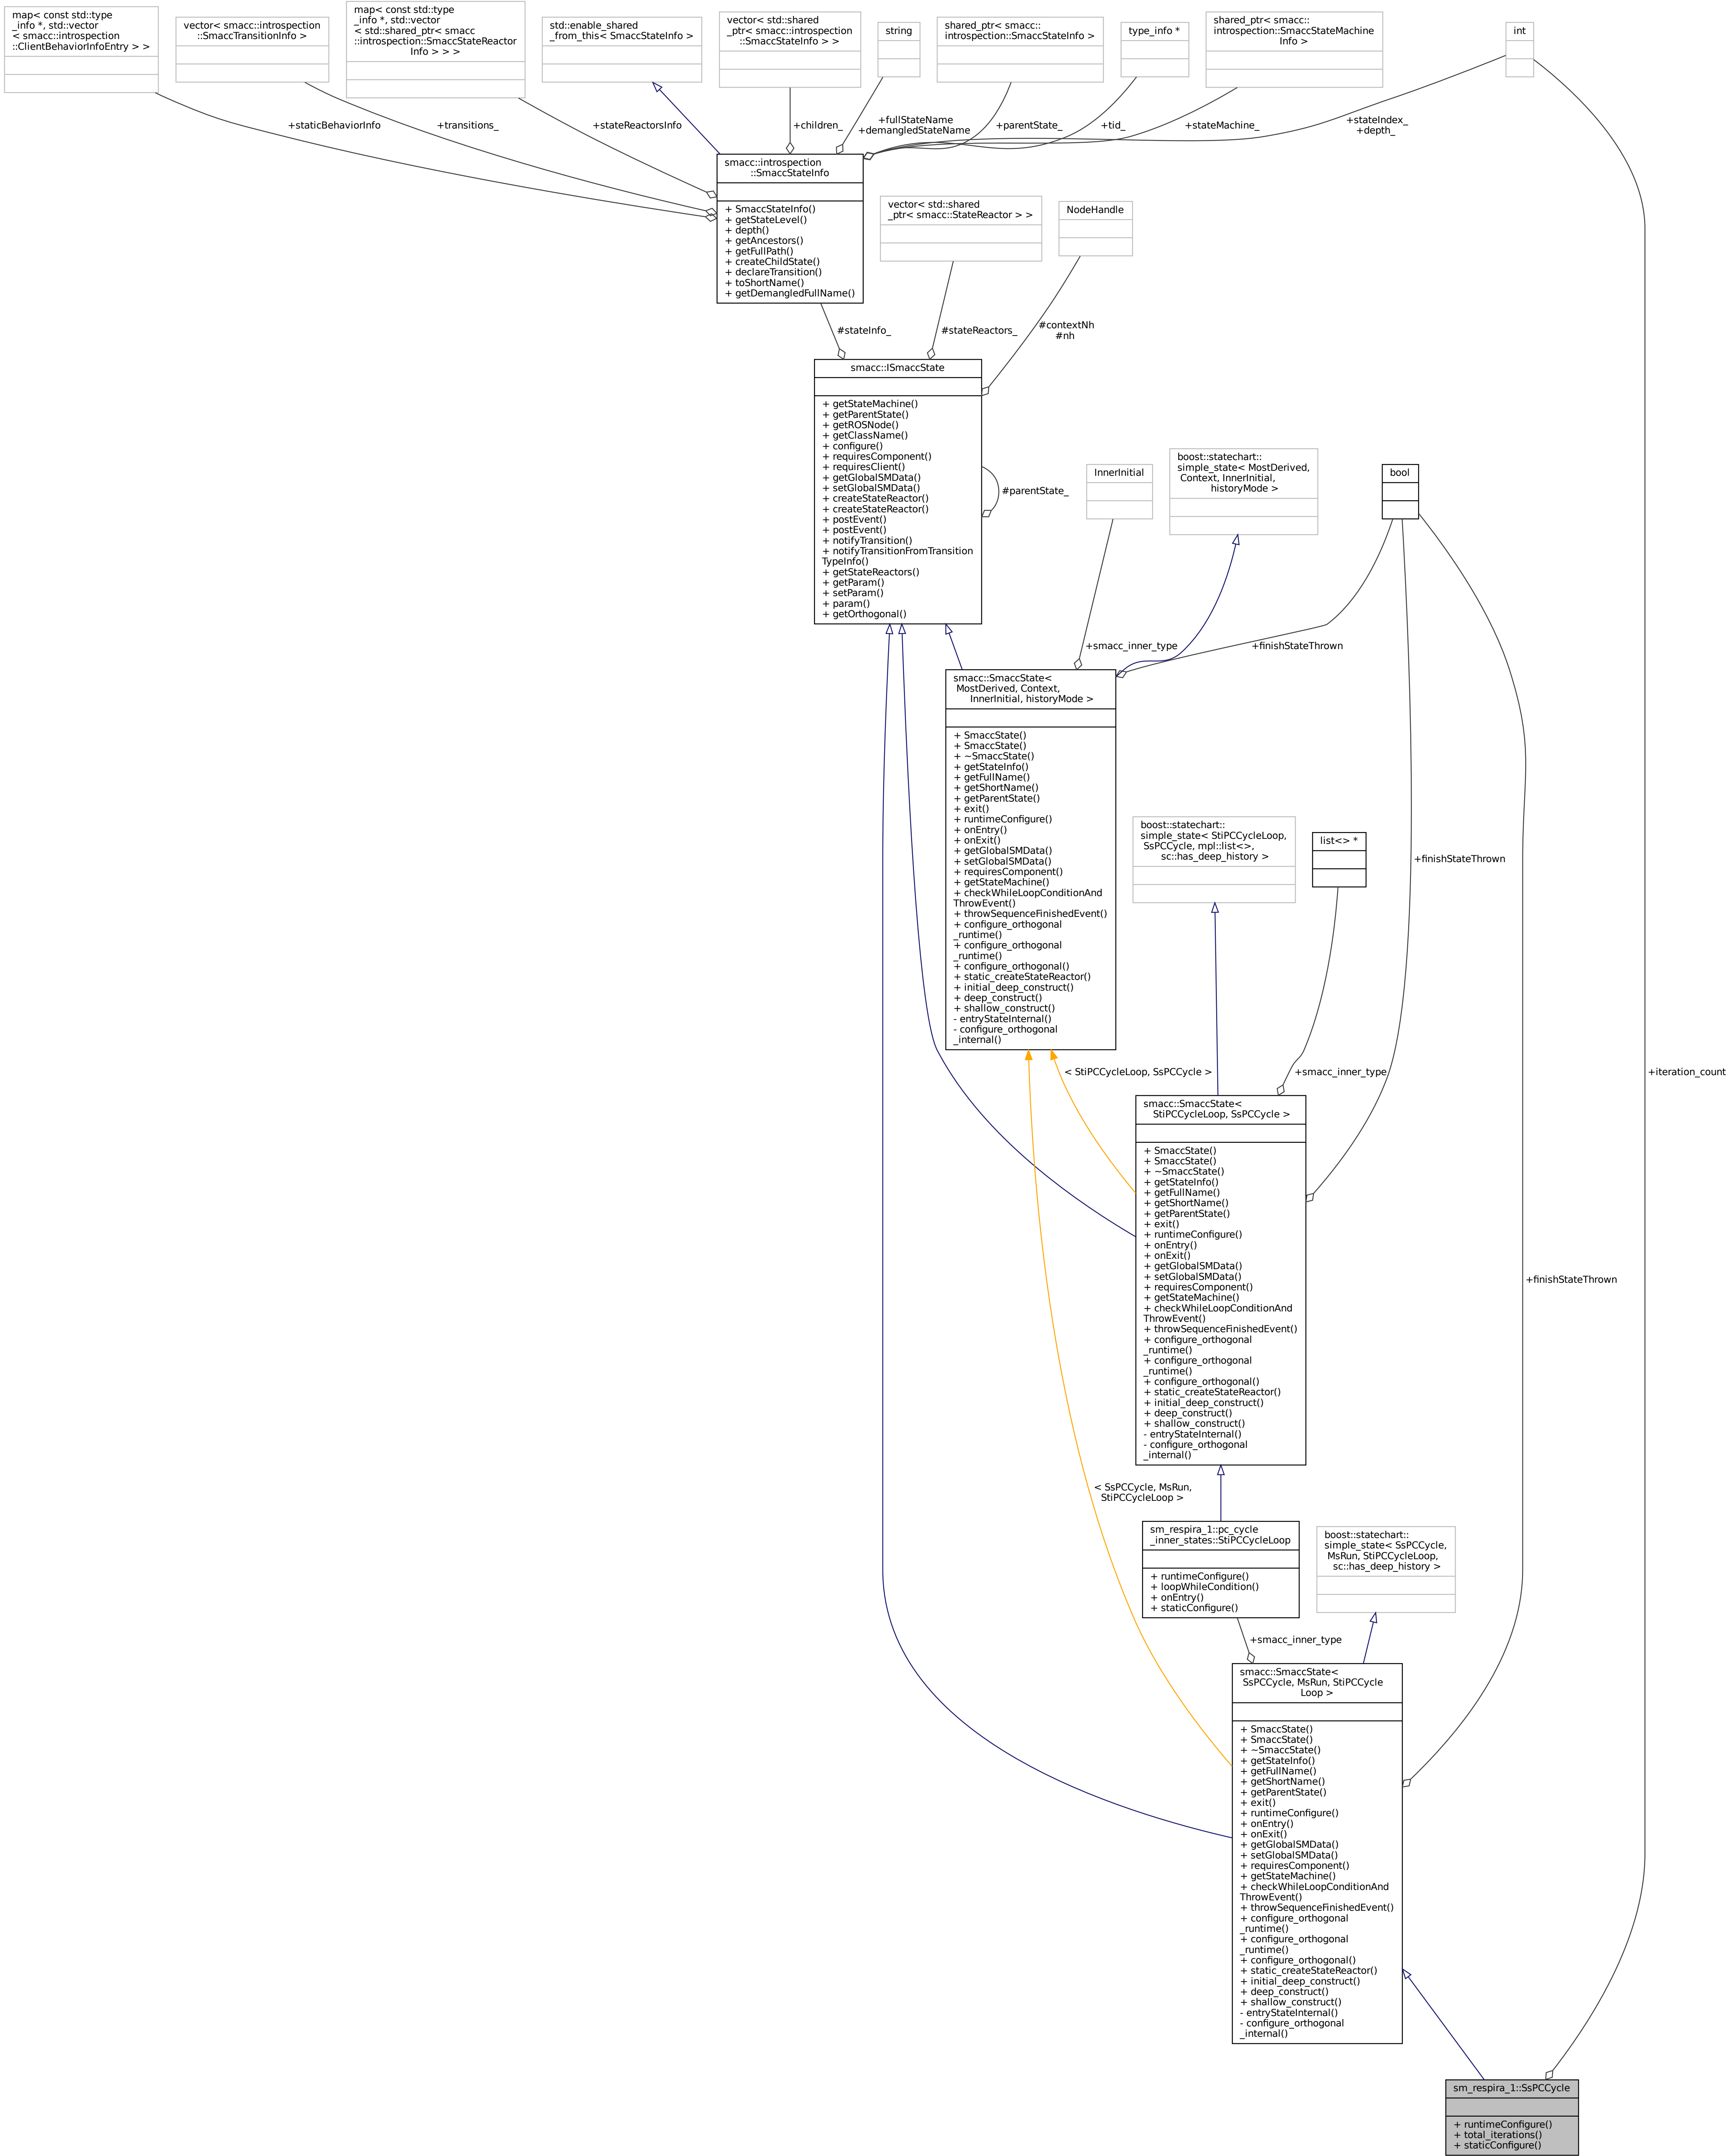 map< const std::type
_info *, std::vector
< smacc::introspection
::ClientBehaviorInfoEntry > >
vector< smacc::introspection
::SmaccTransitionInfo >
map< const std::type
_info *, std::vector
< std::shared_ptr< smacc
::introspection::SmaccStateReactor
Info > > >
std::enable_shared
_from_this< SmaccStateInfo >
vector< std::shared
_ptr< smacc::introspection
::SmaccStateInfo > >
string
shared_ptr< smacc::
introspection::SmaccStateInfo >
type_info *
shared_ptr< smacc::
introspection::SmaccStateMachine
Info >
int
+staticBehaviorInfo
+transitions_
+stateReactorsInfo
+children_
+fullStateName
+demangledStateName
+parentState_
+tid_
+stateMachine_
+stateIndex_
+depth_
smacc::introspection
::SmaccStateInfo
+ SmaccStateInfo()
+ getStateLevel()
+ depth()
+ getAncestors()
+ getFullPath()
+ createChildState()
+ declareTransition()
+ toShortName()
+ getDemangledFullName()
vector< std::shared
_ptr< smacc::StateReactor > >
NodeHandle
#stateInfo_
#stateReactors_
#contextNh
#nh
smacc::ISmaccState
+ getStateMachine()
+ getParentState()
+ getROSNode()
+ getClassName()
+ configure()
+ requiresComponent()
+ requiresClient()
+ getGlobalSMData()
+ setGlobalSMData()
+ createStateReactor()
+ createStateReactor()
+ postEvent()
+ postEvent()
+ notifyTransition()
+ notifyTransitionFromTransition
TypeInfo()
+ getStateReactors()
+ getParam()
+ setParam()
+ param()
+ getOrthogonal()
#parentState_
InnerInitial
boost::statechart::
simple_state< MostDerived,
Context, InnerInitial,
historyMode >
bool
+smacc_inner_type
+finishStateThrown
smacc::SmaccState<
MostDerived, Context,
InnerInitial, historyMode >
+ SmaccState()
+ SmaccState()
+ ~SmaccState()
+ getStateInfo()
+ getFullName()
+ getShortName()
+ getParentState()
+ exit()
+ runtimeConfigure()
+ onEntry()
+ onExit()
+ getGlobalSMData()
+ setGlobalSMData()
+ requiresComponent()
+ getStateMachine()
+ checkWhileLoopConditionAnd
ThrowEvent()
+ throwSequenceFinishedEvent()
+ configure_orthogonal
_runtime()
+ configure_orthogonal
_runtime()
+ configure_orthogonal()
+ static_createStateReactor()
+ initial_deep_construct()
+ deep_construct()
+ shallow_construct()
- entryStateInternal()
- configure_orthogonal
_internal()
boost::statechart::
simple_state< StiPCCycleLoop,
SsPCCycle, mpl::list<>,
sc::has_deep_history >
list<> *
+finishStateThrown
< StiPCCycleLoop, SsPCCycle >
+smacc_inner_type
+iteration_count
smacc::SmaccState<
StiPCCycleLoop, SsPCCycle >
+ SmaccState()
+ SmaccState()
+ ~SmaccState()
+ getStateInfo()
+ getFullName()
+ getShortName()
+ getParentState()
+ exit()
+ runtimeConfigure()
+ onEntry()
+ onExit()
+ getGlobalSMData()
+ setGlobalSMData()
+ requiresComponent()
+ getStateMachine()
+ checkWhileLoopConditionAnd
ThrowEvent()
+ throwSequenceFinishedEvent()
+ configure_orthogonal
_runtime()
+ configure_orthogonal
_runtime()
+ configure_orthogonal()
+ static_createStateReactor()
+ initial_deep_construct()
+ deep_construct()
+ shallow_construct()
- entryStateInternal()
- configure_orthogonal
_internal()
+finishStateThrown
< SsPCCycle, MsRun,
StiPCCycleLoop >
sm_respira_1::pc_cycle
_inner_states::StiPCCycleLoop
+ runtimeConfigure()
+ loopWhileCondition()
+ onEntry()
+ staticConfigure()
boost::statechart::
simple_state< SsPCCycle,
MsRun, StiPCCycleLoop,
sc::has_deep_history >
+smacc_inner_type
smacc::SmaccState<
SsPCCycle, MsRun, StiPCCycle
Loop >
+ SmaccState()
+ SmaccState()
+ ~SmaccState()
+ getStateInfo()
+ getFullName()
+ getShortName()
+ getParentState()
+ exit()
+ runtimeConfigure()
+ onEntry()
+ onExit()
+ getGlobalSMData()
+ setGlobalSMData()
+ requiresComponent()
+ getStateMachine()
+ checkWhileLoopConditionAnd
ThrowEvent()
+ throwSequenceFinishedEvent()
+ configure_orthogonal
_runtime()
+ configure_orthogonal
_runtime()
+ configure_orthogonal()
+ static_createStateReactor()
+ initial_deep_construct()
+ deep_construct()
+ shallow_construct()
- entryStateInternal()
- configure_orthogonal
_internal()
sm_respira_1::SsPCCycle
+ runtimeConfigure()
+ total_iterations()
+ staticConfigure()